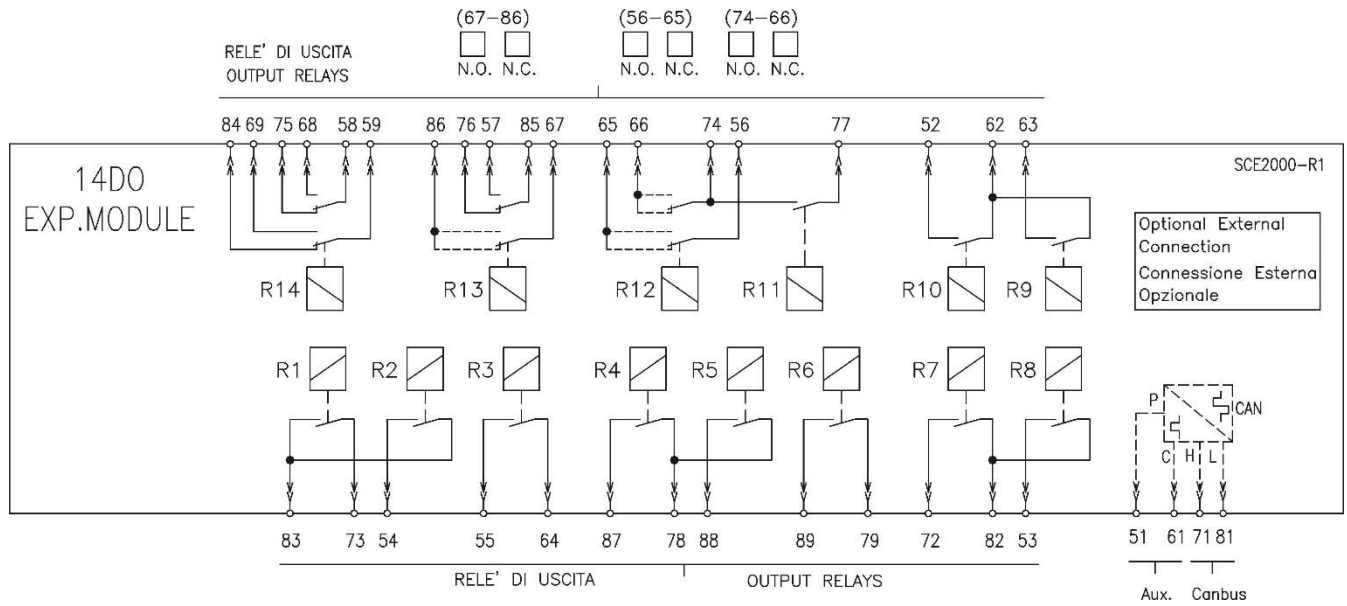 (67-86) (56-65) (74-66)
RELE' DI USCITA
OUTPUT RELAYS
N.O. N.C. N.O. N.C. N.O. N.C.
84 69 75 68 58 59 86 76 57 85 67 65 66 74 56 77 52 62 63
14DO
EXP.MODULE
SCE2000-R1
Optional External
Connection
Connessione Esterna
Opzionale
R14 R13 R12 R11 R10 R9
R1 R2 R3 R4 R5 R6 R7 R8
P CAN
C H L
83 73 54 55 64 87 78 88 89 79 72 82 53 51 61 71 81
RELE' DI USCITA OUTPUT RELAYS
Aux. Canbus